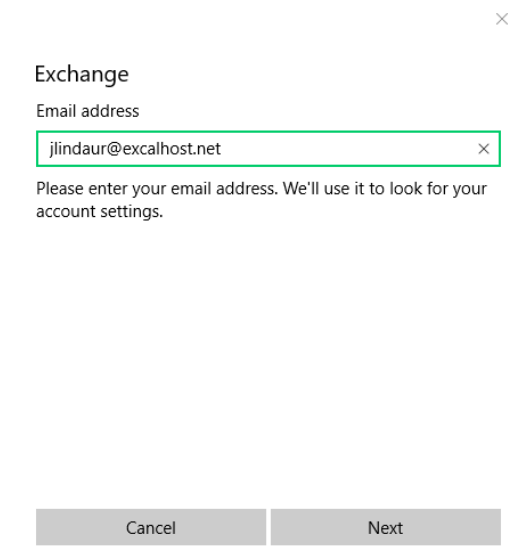 Exchange
Email address
jlindaur@excalhost.net
Please enter your email address. We'll use it to look for your
account settings.
Cancel Next